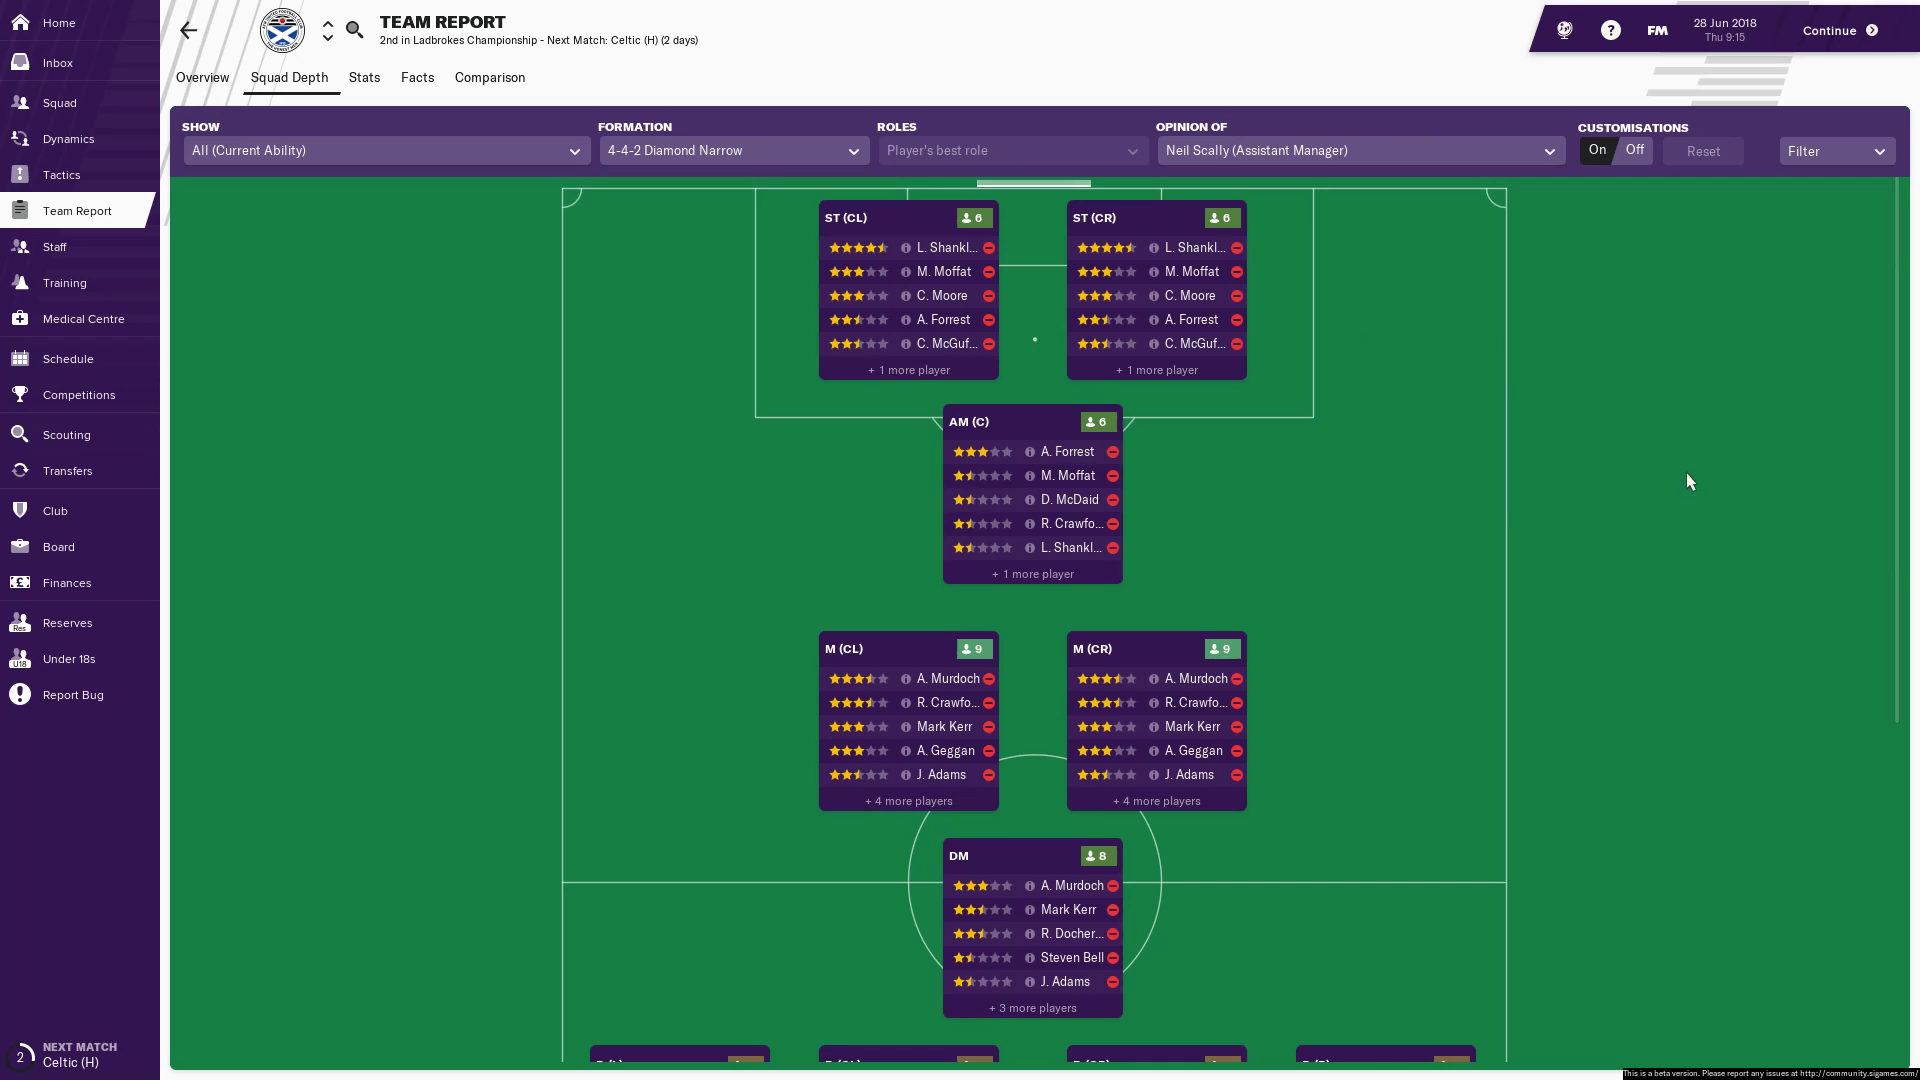 Home
Inbox
Squad
Dynamics
Tactics
Team Report
Staff
Training
Medical Centre
Schedule
Competitions
Scouting
Transfers
Club
Board
Finances
Res
Reserves
U18
Under 18s
Report Bug
2
NEXT MATCH
Celtic (H)
TEAM REPORT
2nd in Ladbrokes Championship - Next Match: Celtic (H) (2 days)
FM
28 Jun 2018
Thu 9:15
Continue
Overview
Squad Depth
Stats
Facts
Comparison
SHOW
All (Current Ability)
FORMATION
4-4-2 Diamond Narrow
ROLES
Player's best role
OPINION OF
Neil Scally (Assistant Manager)
CUSTOMISATIONS
On Off
Reset
Filter
ST (CL) 6
L. Shankl...
M. Moffat
C. Moore
A. Forrest
C. McGuf...
+ 1 more player
ST (CR) 6
L. Shankl...
M. Moffat
C. Moore
A. Forrest
C. McGuf...
+ 1 more player
AM (C) 6
A. Forrest
M. Moffat
D. McDaid
R. Crawfo...
L. Shankl...
+ 1 more player
M (CL) 9
A. Murdoch
R. Crawfo...
Mark Kerr
A. Geggan
J. Adams
+ 4 more players
M (CR) 9
A. Murdoch
R. Crawfo...
Mark Kerr
A. Geggan
J. Adams
+ 4 more players
DM 8
A. Murdoch
Mark Kerr
R. Docher...
Steven Bell
J. Adams
+ 3 more players
This is a beta version. Please report any issues at http://community.sigames.com/